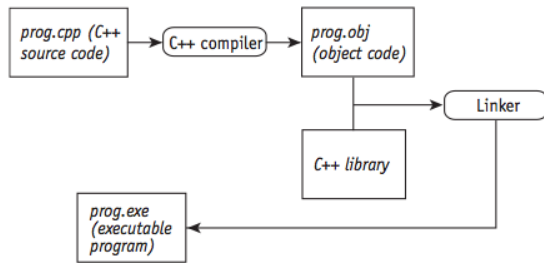 prog.cpp (C++
source code)
C++ compiler
prog.obj
(object code)
Linker
C++ library
prog.exe
(executable
program)